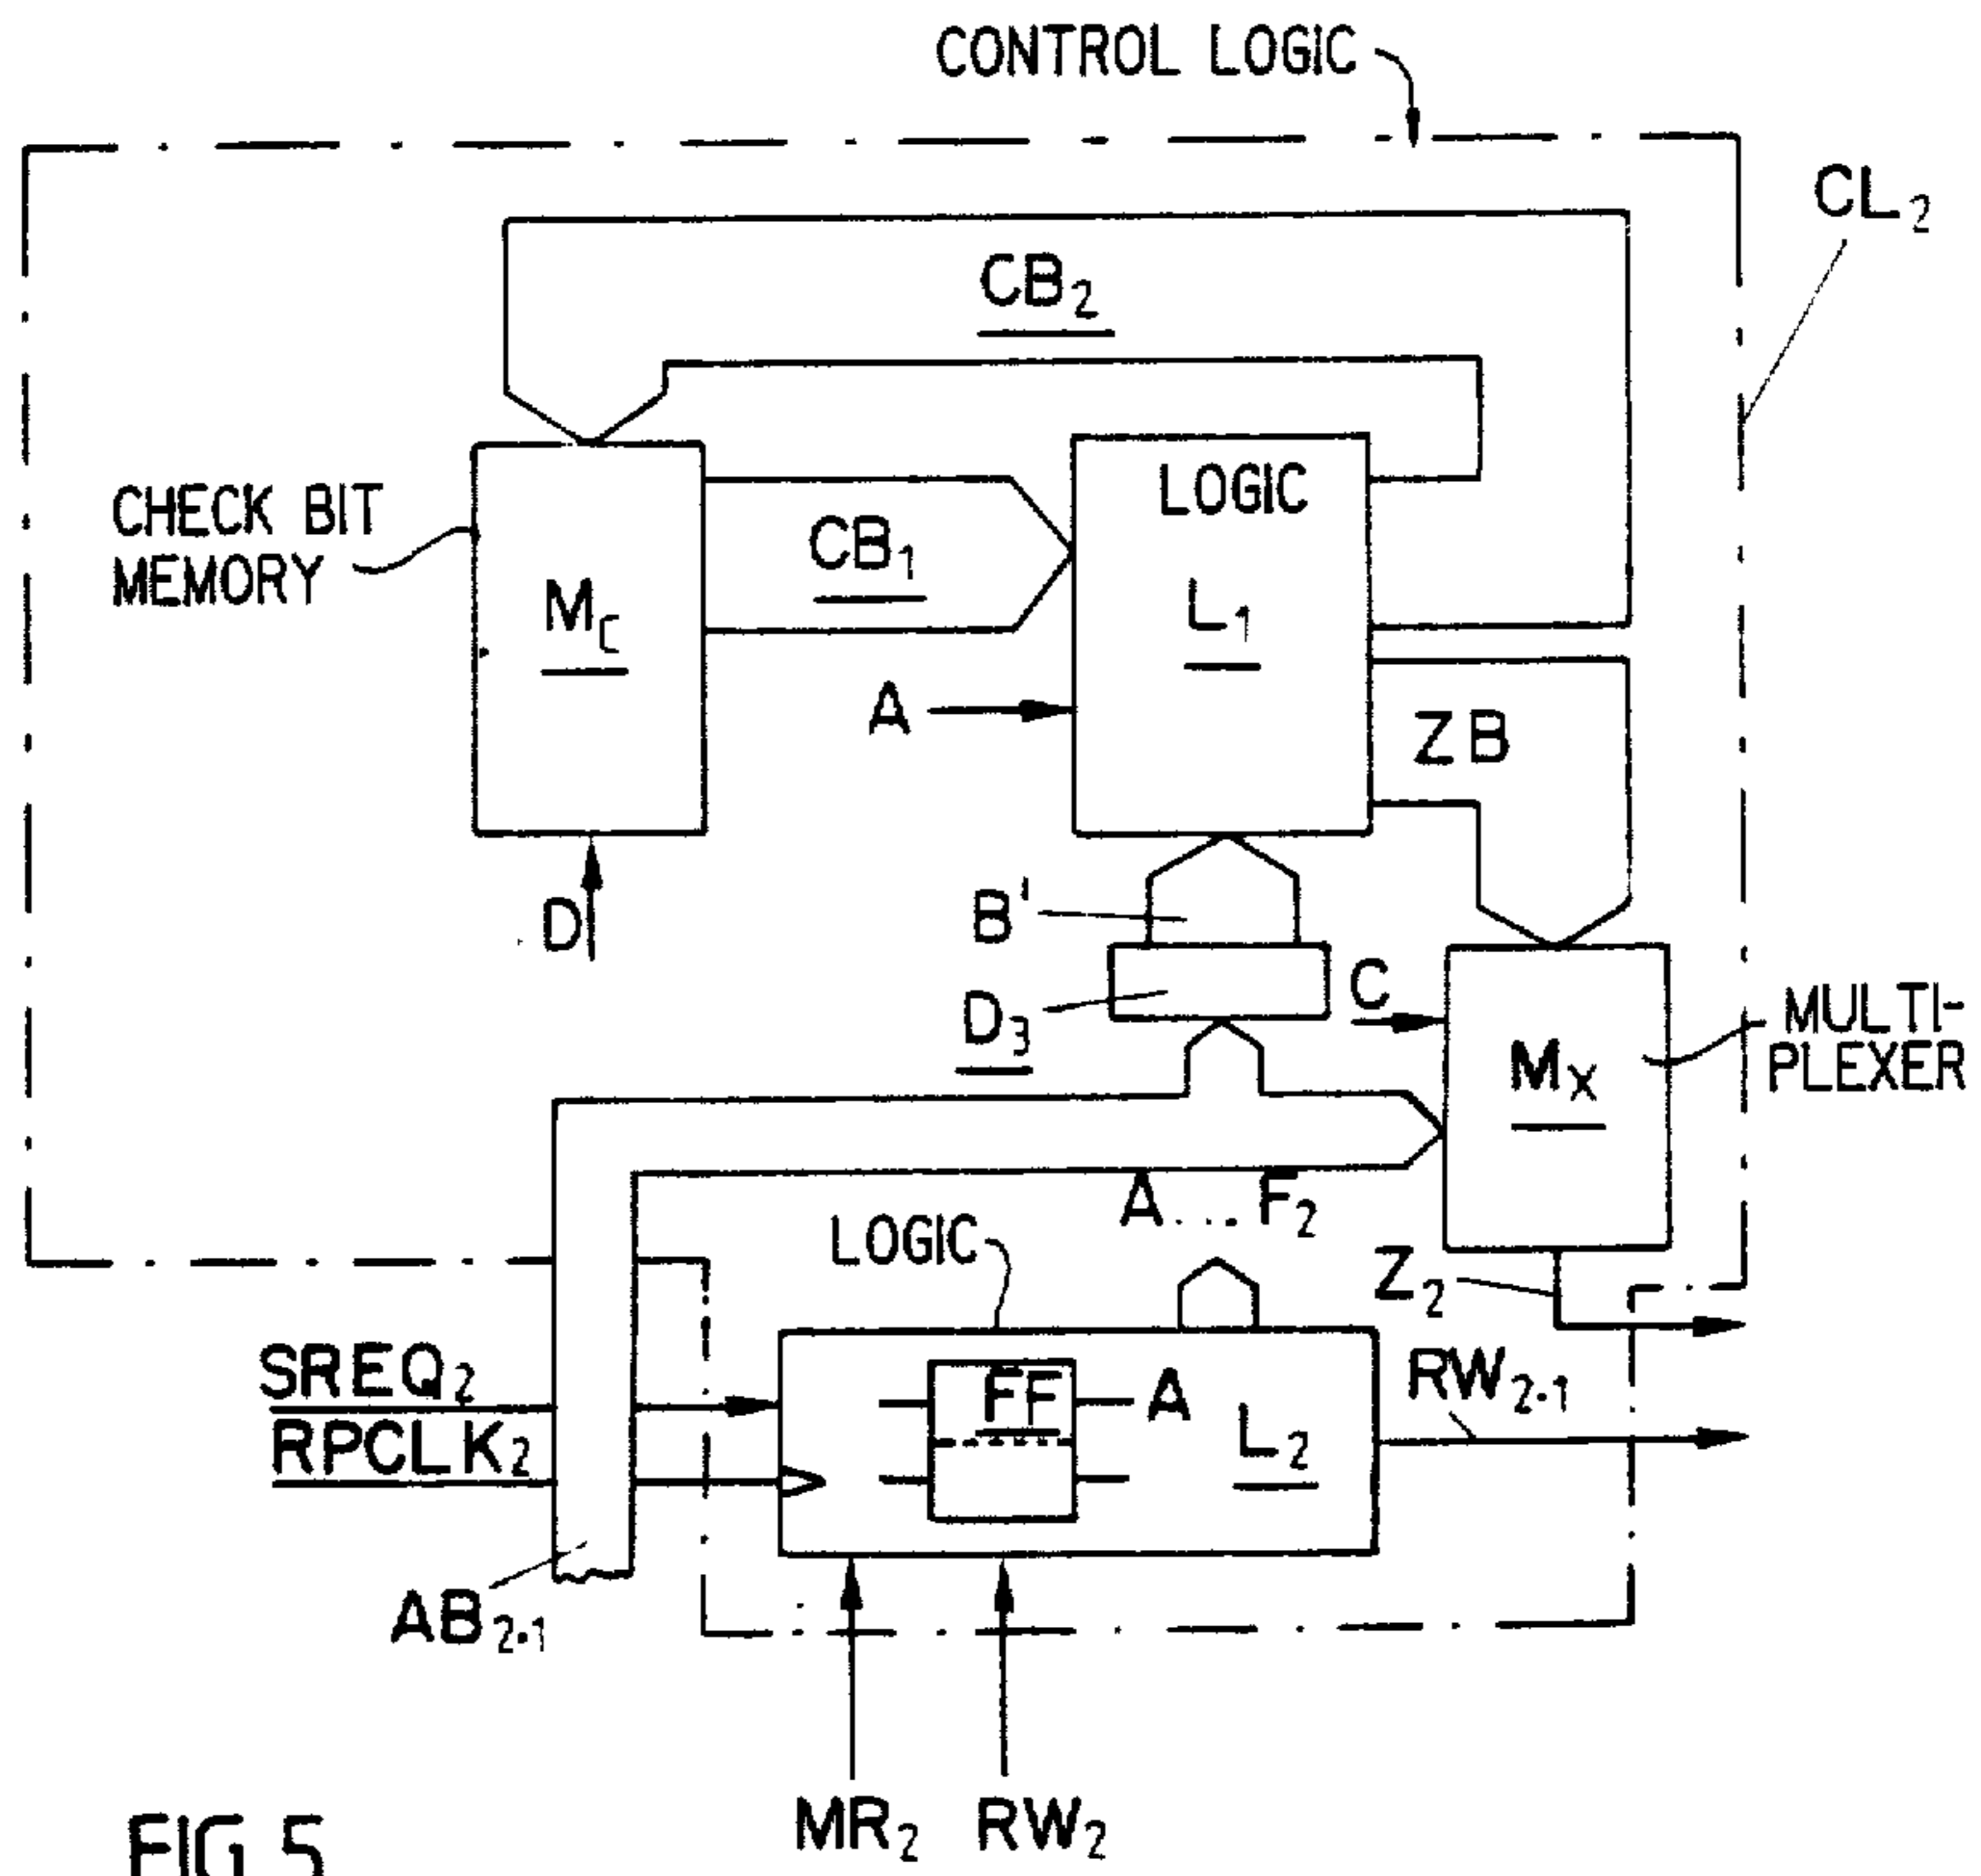 CONTROL LOGIC
CL2
CB2
CHECK BIT
MEMORY
LOGIC
CB1
MC
L1
A
ZB
D
B'
D3
C
MULTI-
PLEXER
MX
A...F2
LOGIC
Z2
SREQ2
RPCLK2
FF
A
L2
RW2.1
AB2.1
MR2
RW2
FIG 5